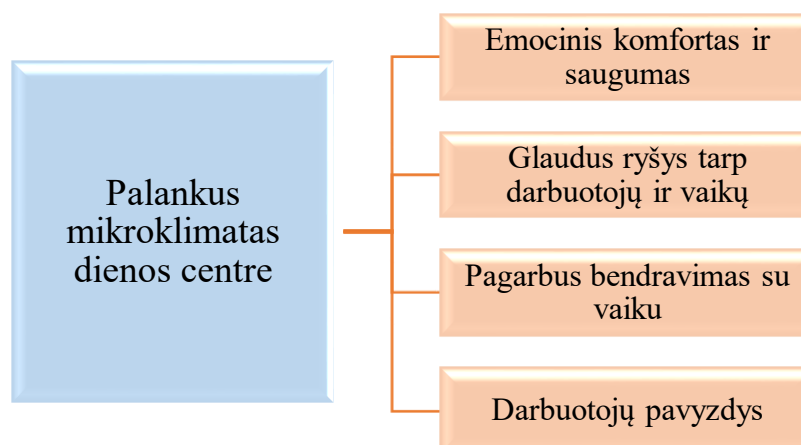 Palankus
mikroklimatas
dienos centre
Emocinis komfortas ir
saugumas
Glaudus ryšys tarp
darbuotojų ir vaikų
Pagarbus bendravimas su
vaiku
Darbuotojų pavyzdys